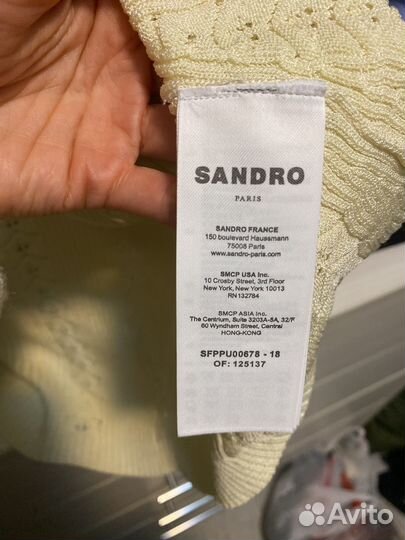 SANDRO
PARIS
SANDRO FRANCE
150 boulevard Haussmann
75008 Paris
www.sandro-paris.com
SMCP USA Inc.
10 Crosby Street, 3rd Floor
New York, New York 10013
RN132784
SMCP ASIA Inc.
The Centrium, Suite 3203A-5A, 32/F
60 Wyndham Street, Central
HONG-KONG
SFPPU00678 - 18
OF: 125137
Avito